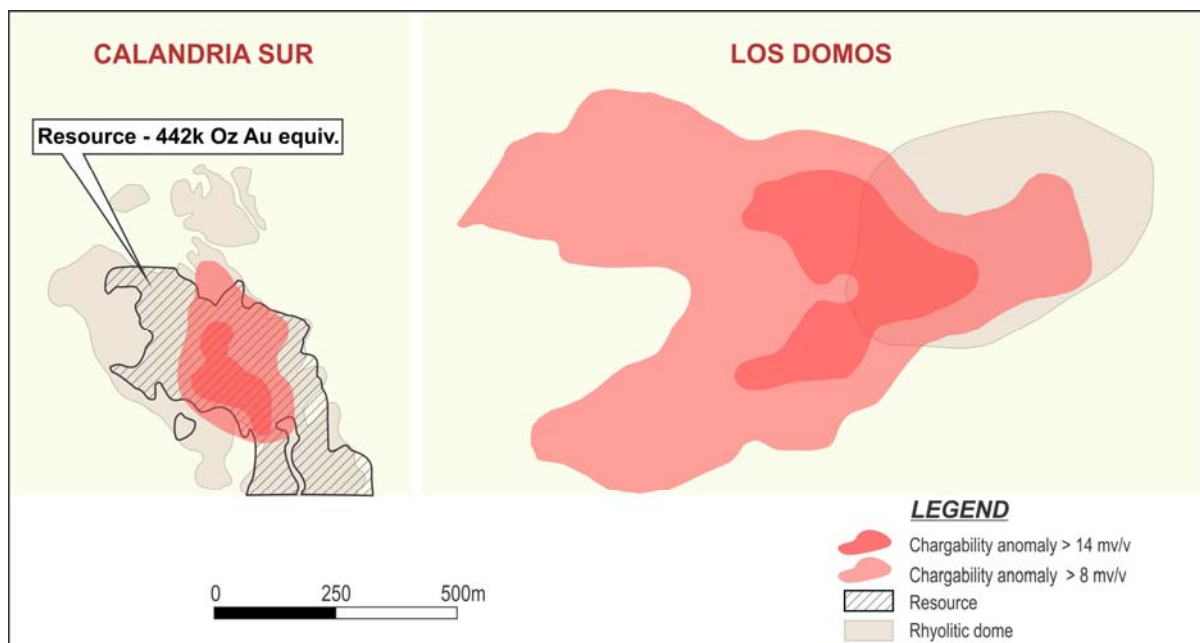 CALANDRIA SUR
LOS DOMOS
Resource - 442k Oz Au equiv.
LEGEND
Chargability anomaly > 14 mv/v
Chargability anomaly > 8 mv/v
Resource
Rhyolitic dome
0 250 500m